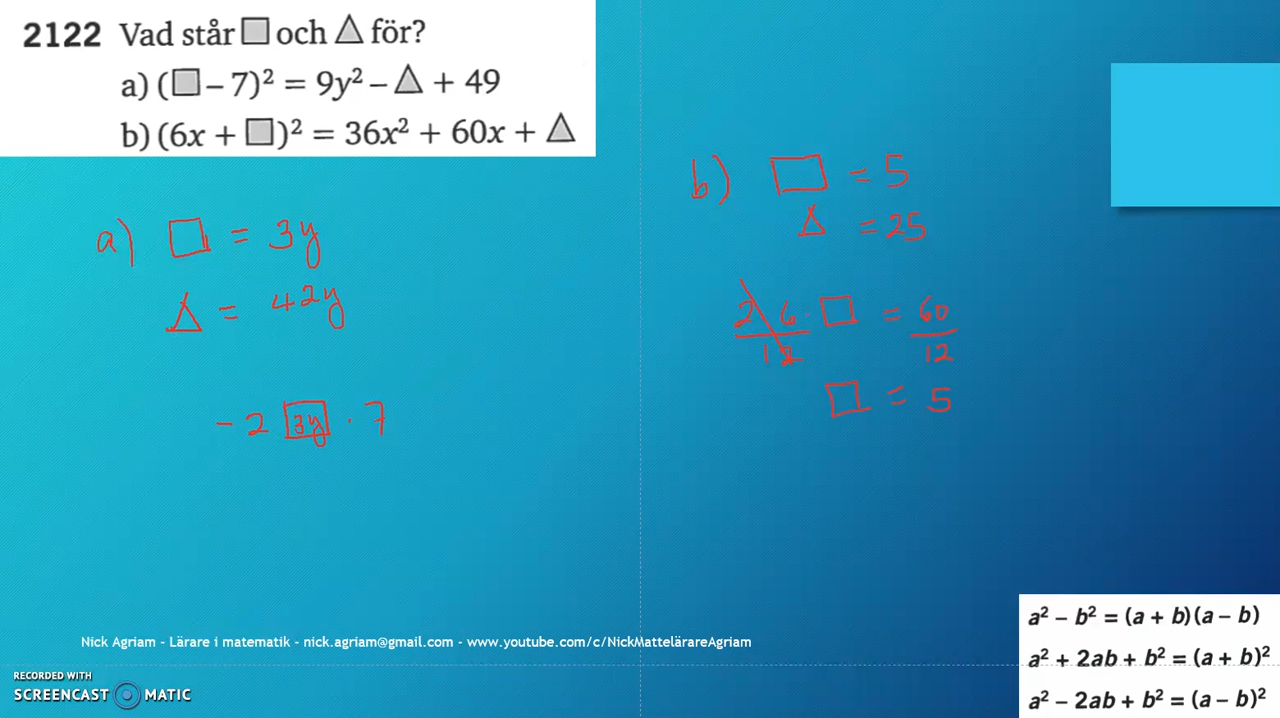 2122 Vad står □ och △ för?
a) (□ – 7)² = 9y² – △ + 49
b) (6x + □)² = 36x² + 60x + △
a) □ = 3y
△ = 42y
- 2 3y · 7
b) □ = 5
△ = 25
2 6 · □ = 60
12 12
□ = 5
Nick Agriam - Lärare i matematik - nick.agriam@gmail.com - www.youtube.com/c/NickMattelärareAgriam
RECORDED WITH
SCREENCAST MATIC
a² – b² = (a + b)(a – b)
a² + 2ab + b² = (a + b)²
a² – 2ab + b² = (a – b)²